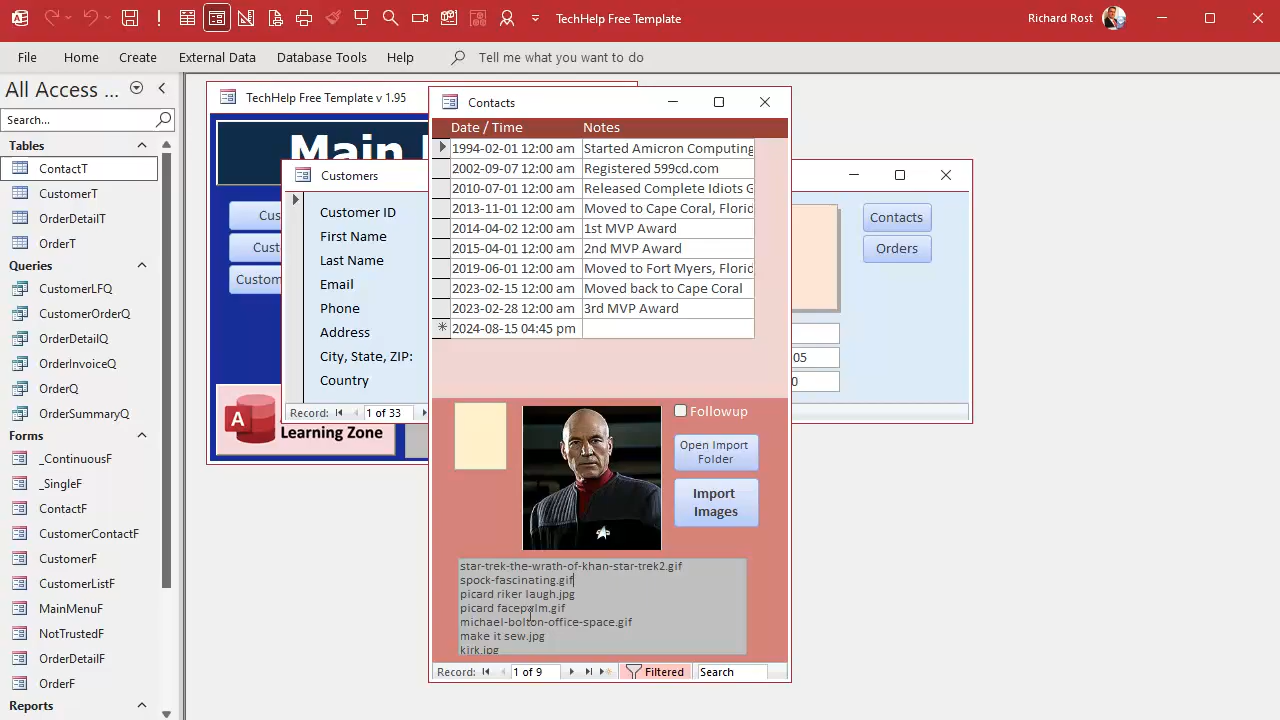 TechHelp Free Template
Richard Rost
File
Home
Create
External Data
Database Tools
Help
Tell me what you want to do
All Access ...
Search...
Tables
ContactT
CustomerT
OrderDetailT
OrderT
Queries
CustomerLFQ
CustomerOrderQ
OrderDetailQ
OrderInvoiceQ
OrderQ
OrderSummaryQ
Forms
_ContinuousF
_SingleF
ContactF
CustomerContactF
CustomerF
CustomerListF
MainMenuF
NotTrustedF
OrderDetailF
OrderF
Reports
TechHelp Free Template v 1.95
Main
Cus
Cust
Custom
A
Learning Zone
Customers
Customer ID
First Name
Last Name
Email
Phone
Address
City, State, ZIP:
Country
Record: 1 of 33
Contacts
Orders
05
0
Contacts
Date / Time Notes
1994-02-01 12:00 am Started Amicron Computing
2002-09-07 12:00 am Registered 599cd.com
2010-07-01 12:00 am Released Complete Idiots G
2013-11-01 12:00 am Moved to Cape Coral, Florid
2014-04-02 12:00 am 1st MVP Award
2015-04-01 12:00 am 2nd MVP Award
2019-06-01 12:00 am Moved to Fort Myers, Florid
2023-02-15 12:00 am Moved back to Cape Coral
2023-02-28 12:00 am 3rd MVP Award
2024-08-15 04:45 pm
Followup
Open Import
Folder
Import
Images
star-trek-the-wrath-of-khan-star-trek2.gif
spock-fascinating.gif
picard riker laugh.jpg
picard facepalm.gif
michael-bolton-office-space.gif
make it sew.jpg
kirk.jpg
Record: 1 of 9 Filtered Search